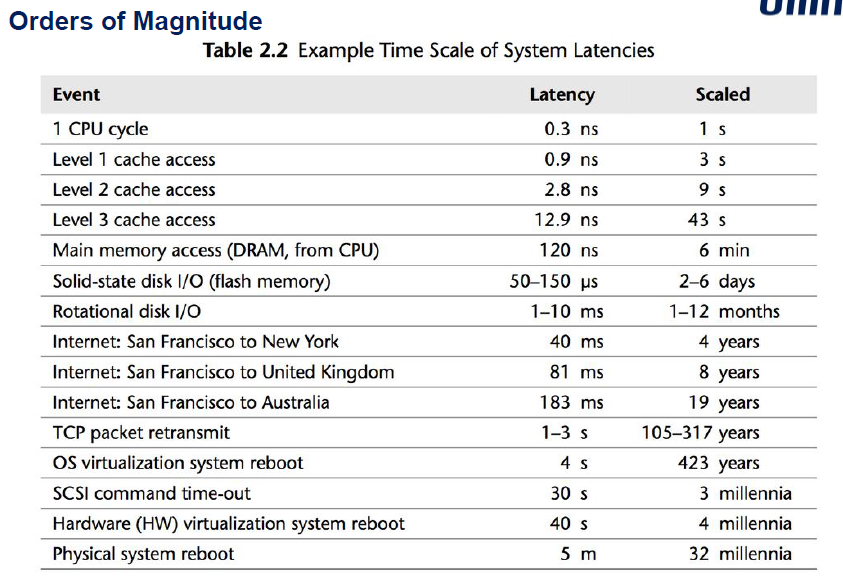 Orders of Magnitude
Table 2.2 Example Time Scale of System Latencies
Event Latency Scaled
1 CPU cycle 0.3 ns 1 s
Level 1 cache access 0.9 ns 3 s
Level 2 cache access 2.8 ns 9 s
Level 3 cache access 12.9 ns 43 s
Main memory access (DRAM, from CPU) 120 ns 6 min
Solid-state disk I/O (flash memory) 50–150 μs 2–6 days
Rotational disk I/O 1–10 ms 1–12 months
Internet: San Francisco to New York 40 ms 4 years
Internet: San Francisco to United Kingdom 81 ms 8 years
Internet: San Francisco to Australia 183 ms 19 years
TCP packet retransmit 1–3 s 105–317 years
OS virtualization system reboot 4 s 423 years
SCSI command time-out 30 s 3 millennia
Hardware (HW) virtualization system reboot 40 s 4 millennia
Physical system reboot 5 m 32 millennia